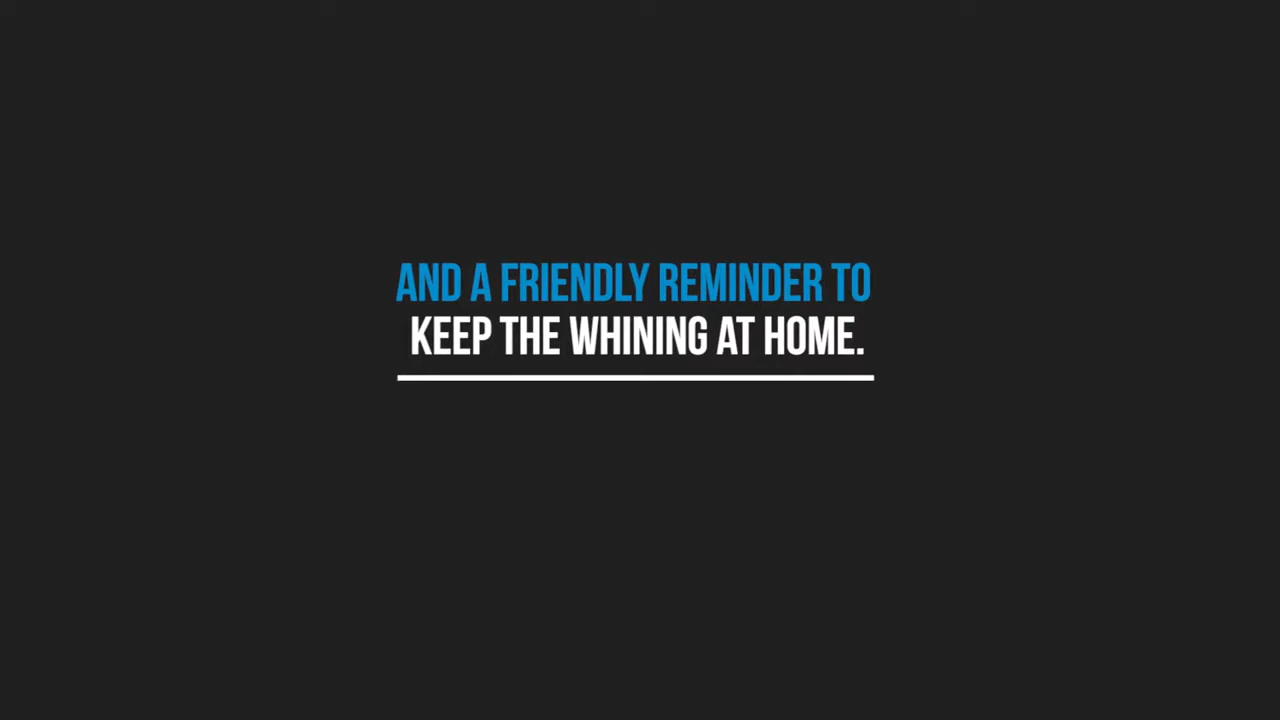 AND A FRIENDLY REMINDER TO
KEEP THE WHINING AT HOME.